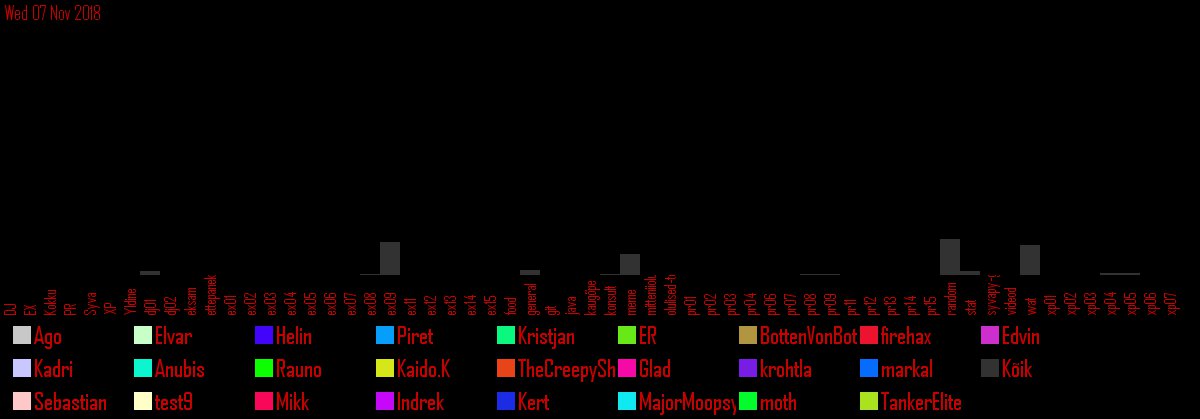 Wed 07 Nov 2018
DJ EX Kokku PR Syva XP Yldine dj01 dj02 eksam ettepanek ex01 ex02 ex03 ex04 ex05 ex06 ex07 ex08 ex09 ex11 ex12 ex13 ex14 ex15 food general git java konsult meme pr01 pr02 pr03 pr04 pr06 pr07 pr08 pr09 pr11 pr12 pr13 pr14 pr15 random stat videod wat xp01 xp02 xp03 xp04 xp05 xp06 xp07
Ago Elvar Helin Piret Kristjan ER BottenVonBot firehax Edvin
Kadri Anubis Rauno Kaido.K TheCreepySh Glad krohtla markal Kõik
Sebastian test9 Mikk Indrek Kert MajorMoopsy moth TankerElite